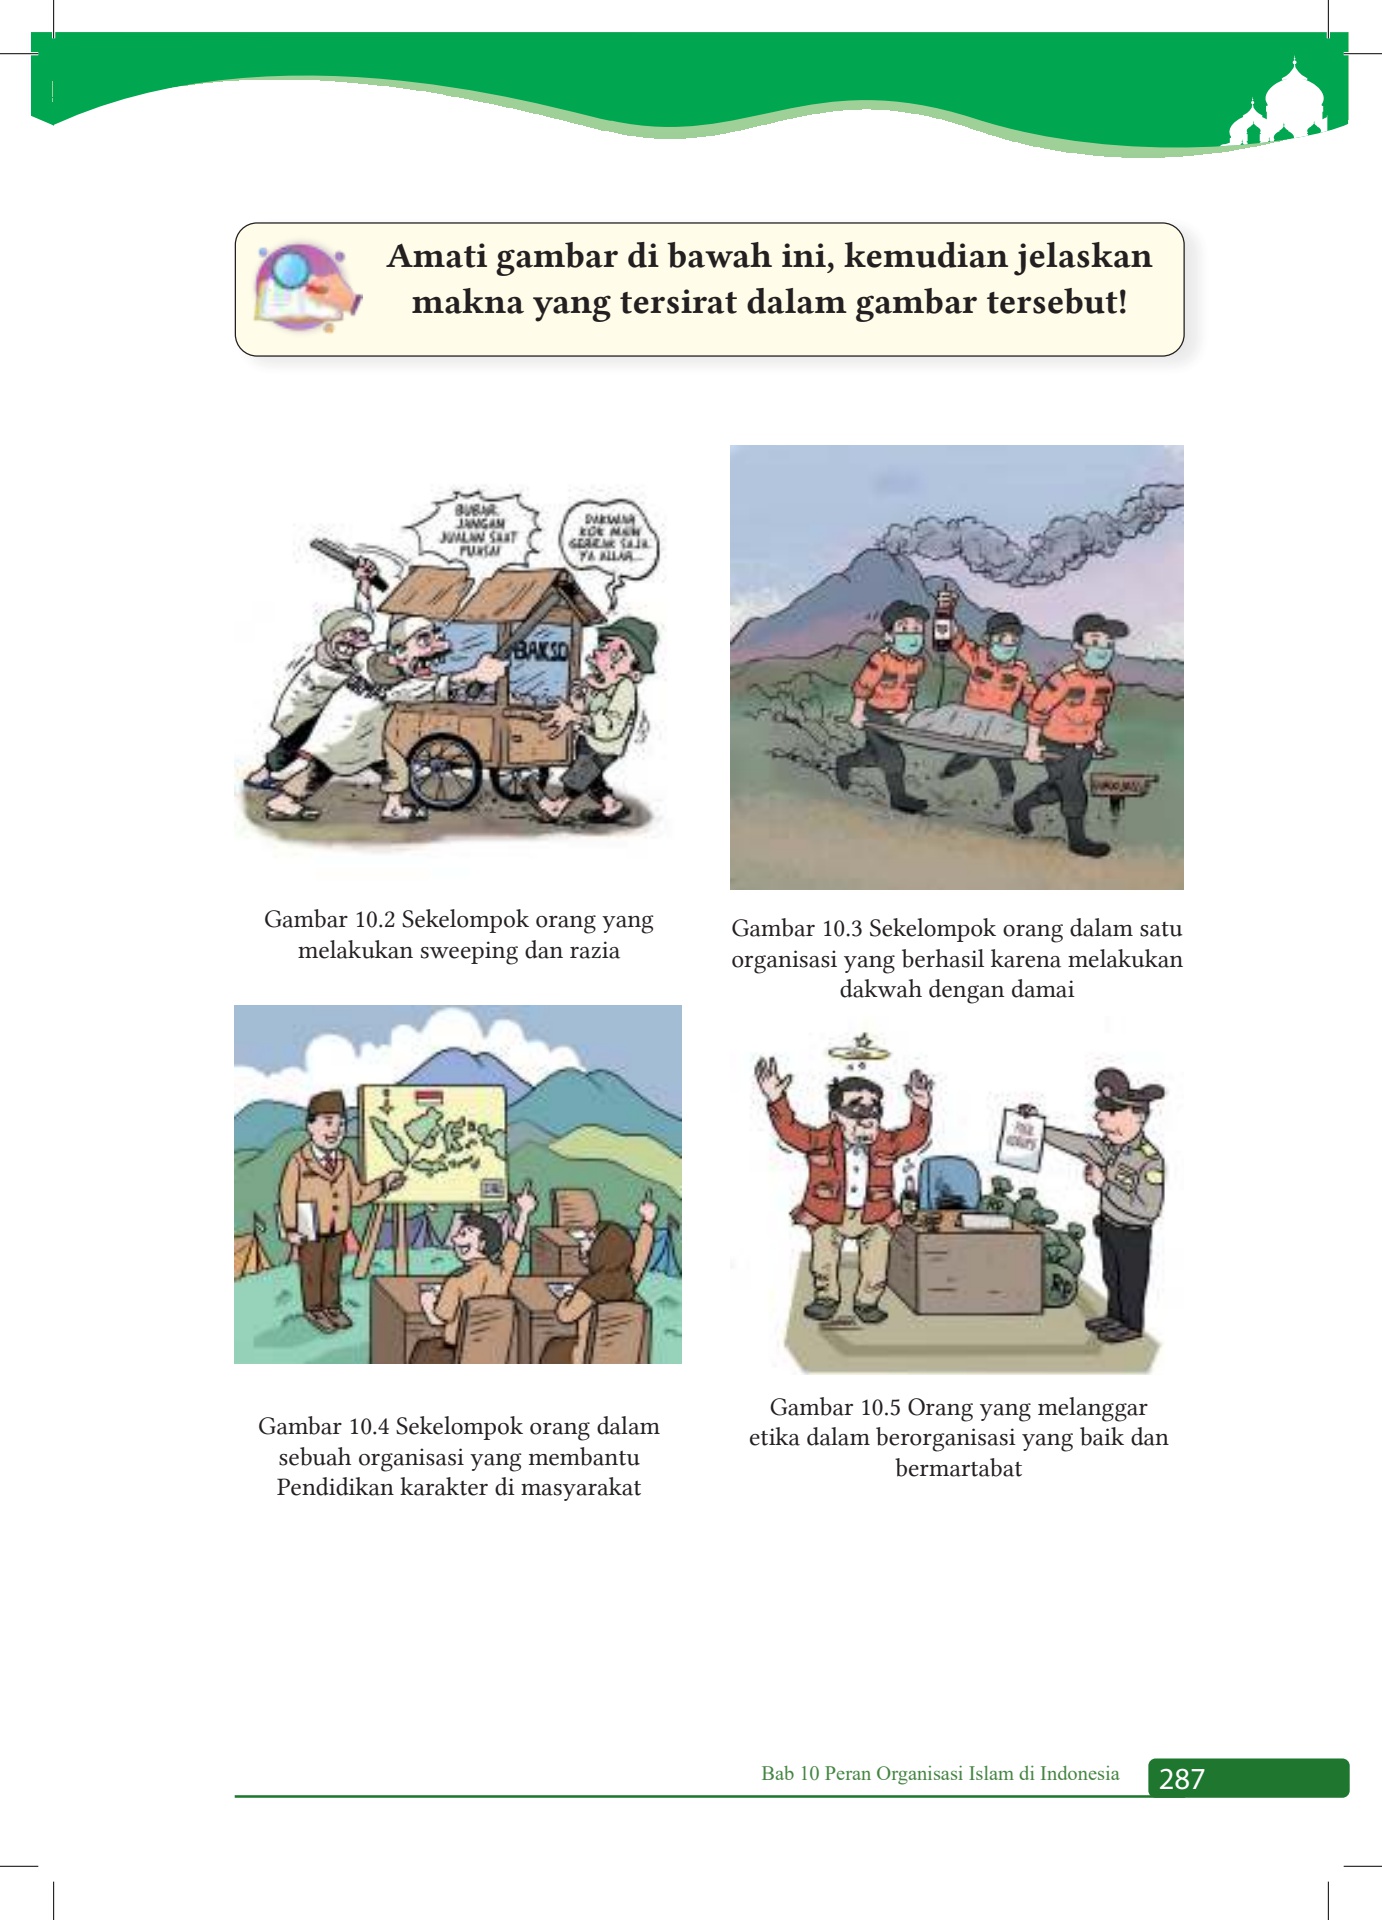 Amati gambar di bawah ini, kemudian jelaskan
makna yang tersirat dalam gambar tersebut!
BUBAR.
JANGAN
JUALAN SAAT
PUASA!
DAKWAH
KOK MAIN
GEBRAK SAJA
YA ALLAH...
BAKSO
Gambar 10.2 Sekelompok orang yang
melakukan sweeping dan razia
Gambar 10.3 Sekelompok orang dalam satu
organisasi yang berhasil karena melakukan
dakwah dengan damai
Gambar 10.4 Sekelompok orang dalam
sebuah organisasi yang membantu
Pendidikan karakter di masyarakat
KORUPSI
RP
RP
Gambar 10.5 Orang yang melanggar
etika dalam berorganisasi yang baik dan
bermartabat
Bab 10 Peran Organisasi Islam di Indonesia
287